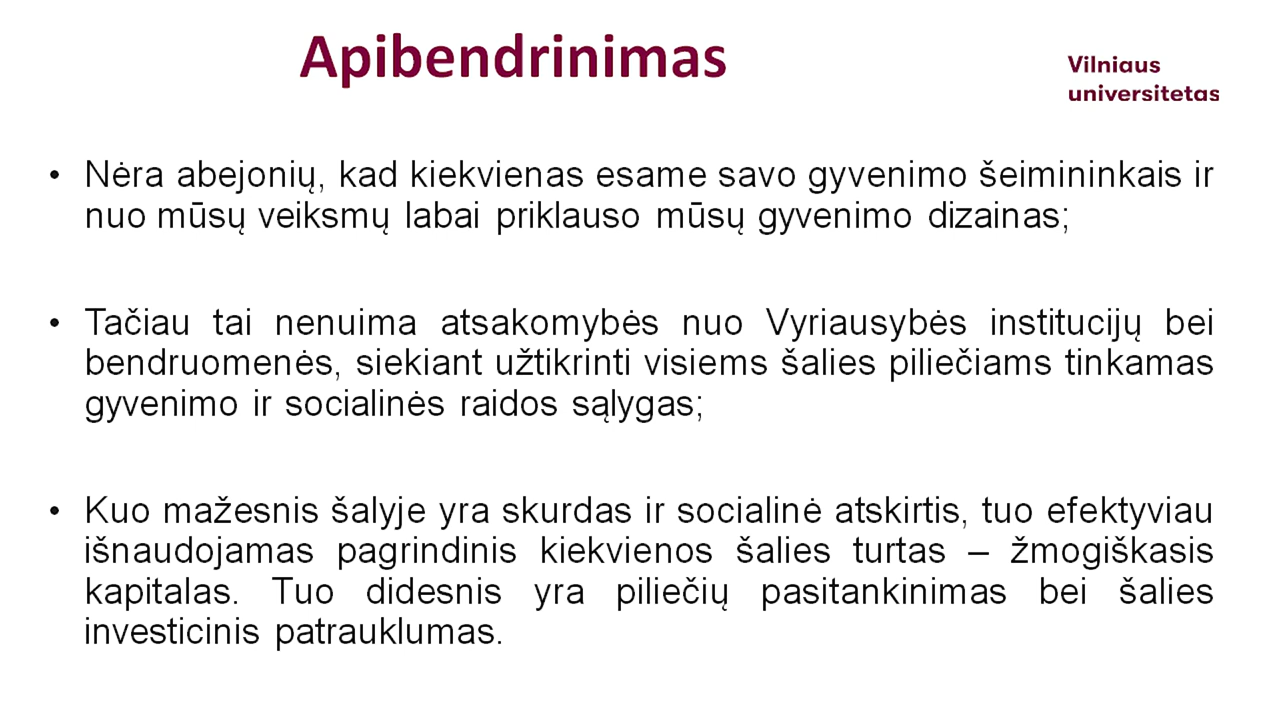 Apibendrinimas
Vilniaus
universitetas
• Nėra abejonių, kad kiekvienas esame savo gyvenimo šeimininkais ir
nuo mūsų veiksmų labai priklauso mūsų gyvenimo dizainas;
• Tačiau tai nenuima atsakomybės nuo Vyriausybės institucijų bei
bendruomenės, siekiant užtikrinti visiems šalies piliečiams tinkamas
gyvenimo ir socialinės raidos sąlygas;
• Kuo mažesnis šalyje yra skurdas ir socialinė atskirtis, tuo efektyviau
išnaudojamas pagrindinis kiekvienos šalies turtas – žmogiškasis
kapitalas. Tuo didesnis yra piliečių pasitankinimas bei šalies
investicinis patrauklumas.